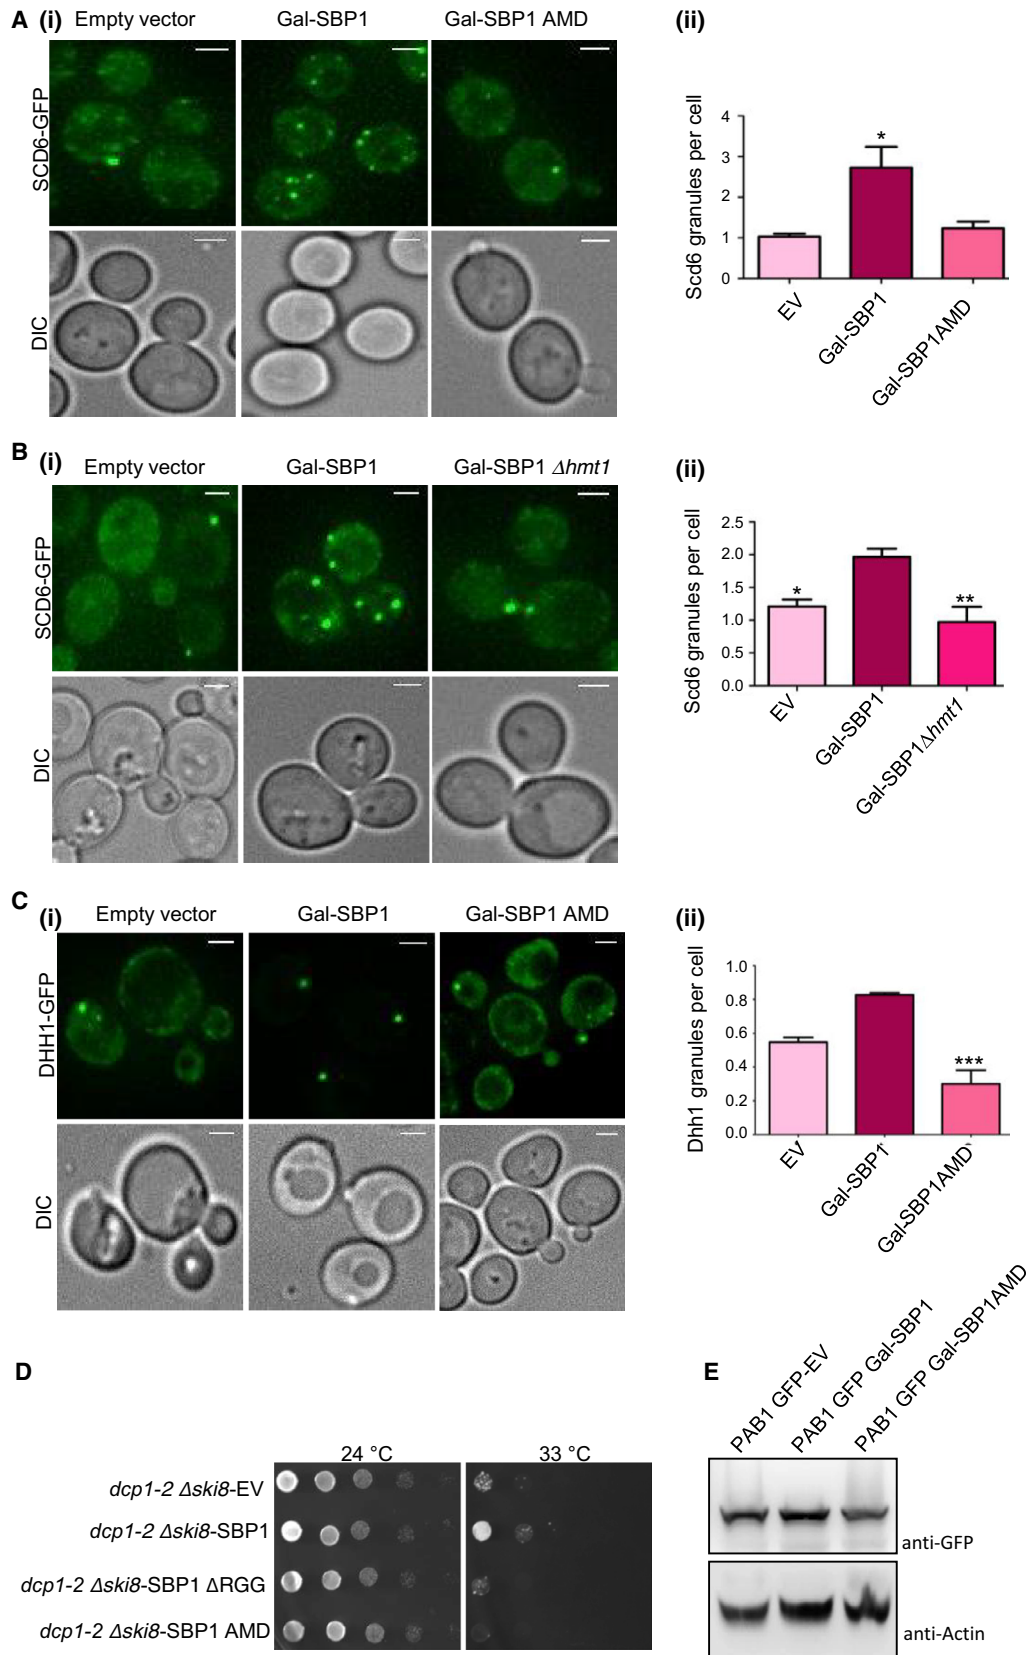 A (i) Empty vector Gal-SBP1 Gal-SBP1 AMD (ii)
SCD6-GFP
DIC
Scd6 granules per cell
4
3
2
1
0
*
EV
Gal-SBP1
Gal-SBP1AMD
B (i) Empty vector Gal-SBP1 Gal-SBP1 Δhmt1 (ii)
SCD6-GFP
DIC
Scd6 granules per cell
2.5
2.0
1.5
1.0
0.5
0.0
*
**
EV
Gal-SBP1
Gal-SBP1Δhmt1
C (i) Empty vector Gal-SBP1 Gal-SBP1 AMD (ii)
DHH1-GFP
DIC
Dhh1 granules per cell
1.0
0.8
0.6
0.4
0.2
0.0
***
EV
Gal-SBP1
Gal-SBP1AMD
D
24 °C 33 °C
dcp1-2 Δski8-EV
dcp1-2 Δski8-SBP1
dcp1-2 Δski8-SBP1 ΔRGG
dcp1-2 Δski8-SBP1 AMD
E
PAB1 GFP-EV
PAB1 GFP Gal-SBP1
PAB1 GFP Gal-SBP1AMD
anti-GFP
anti-Actin